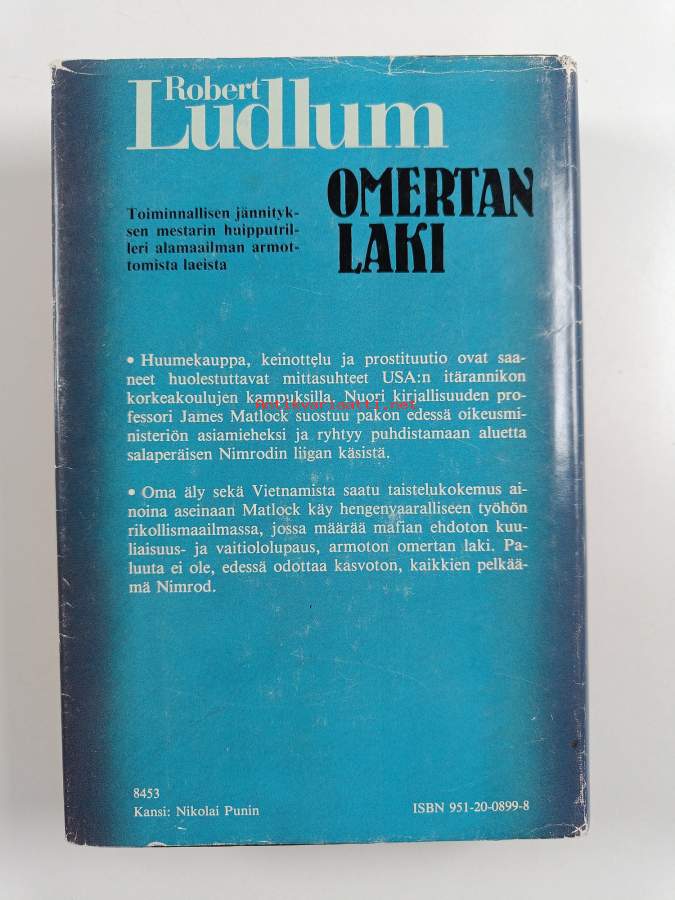 Robert
Ludlum
OMERTAN
LAKI
Toiminnallisen jännityk-
sen mestarin huipputril-
leri alamaailman armot-
tomista laeista
• Huumekauppa, keinottelu ja prostituutio ovat saa-
neet huolestuttavat mittasuhteet USA:n itärannikon
korkeakoulujen kampuksilla. Nuori kirjallisuuden pro-
antikvariaatti.net
fessori James Matlock suostuu pakon edessä oikeusmi-
nisteriön asiamieheksi ja ryhtyy puhdistamaan aluetta
salaperäisen Nimrodin liigan käsistä.
• Oma äly sekä Vietnamista saatu taistelukokemus ai-
noina aseinaan Matlock käy hengenvaaralliseen työhön
rikollismaailmassa, jossa määrää mafian ehdoton kuu-
liaisuus- ja vaitiololupaus, armoton omertan laki. Pa-
luuta ei ole, edessä odottaa kasvoton, kaikkien pelkää-
mä Nimrod.
8453
Kansi: Nikolai Punin
ISBN 951-20-0899-8